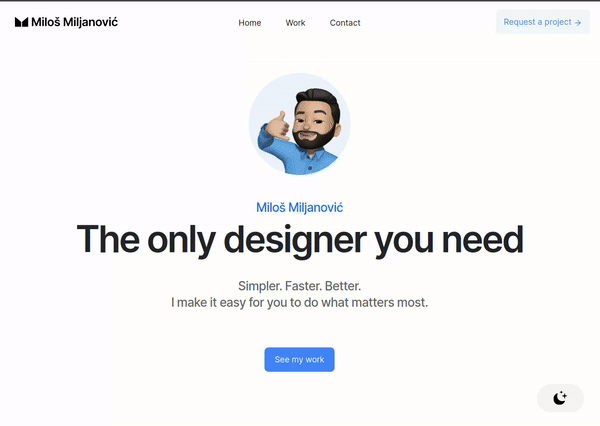 Miloš Miljanović
Home
Work
Contact
Request a project →
Miloš Miljanović
The only designer you need
Simpler. Faster. Better.
I make it easy for you to do what matters most.
See my work